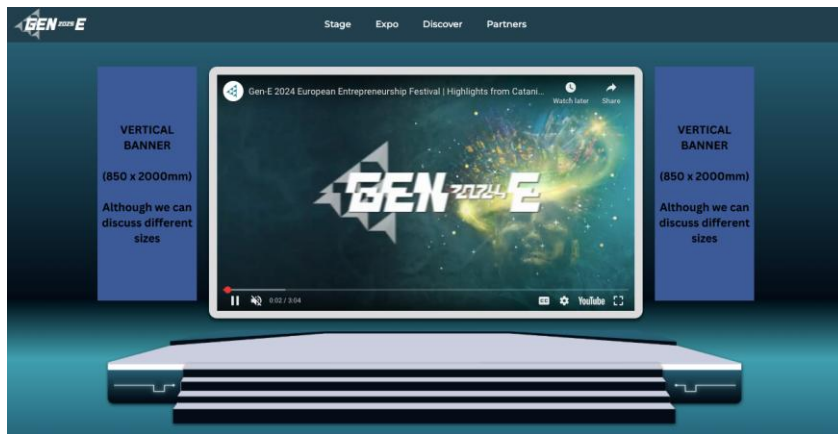 GEN 2025 E
Stage Expo Discover Partners
Gen-E 2024 European Entrepreneurship Festival | Highlights from Catani...
Watch later Share
VERTICAL
BANNER
(850 x 2000mm)
Although we can
discuss different
sizes
GEN 2024 E
0:02 / 3:04
CC
YouTube
VERTICAL
BANNER
(850 x 2000mm)
Although we can
discuss different
sizes